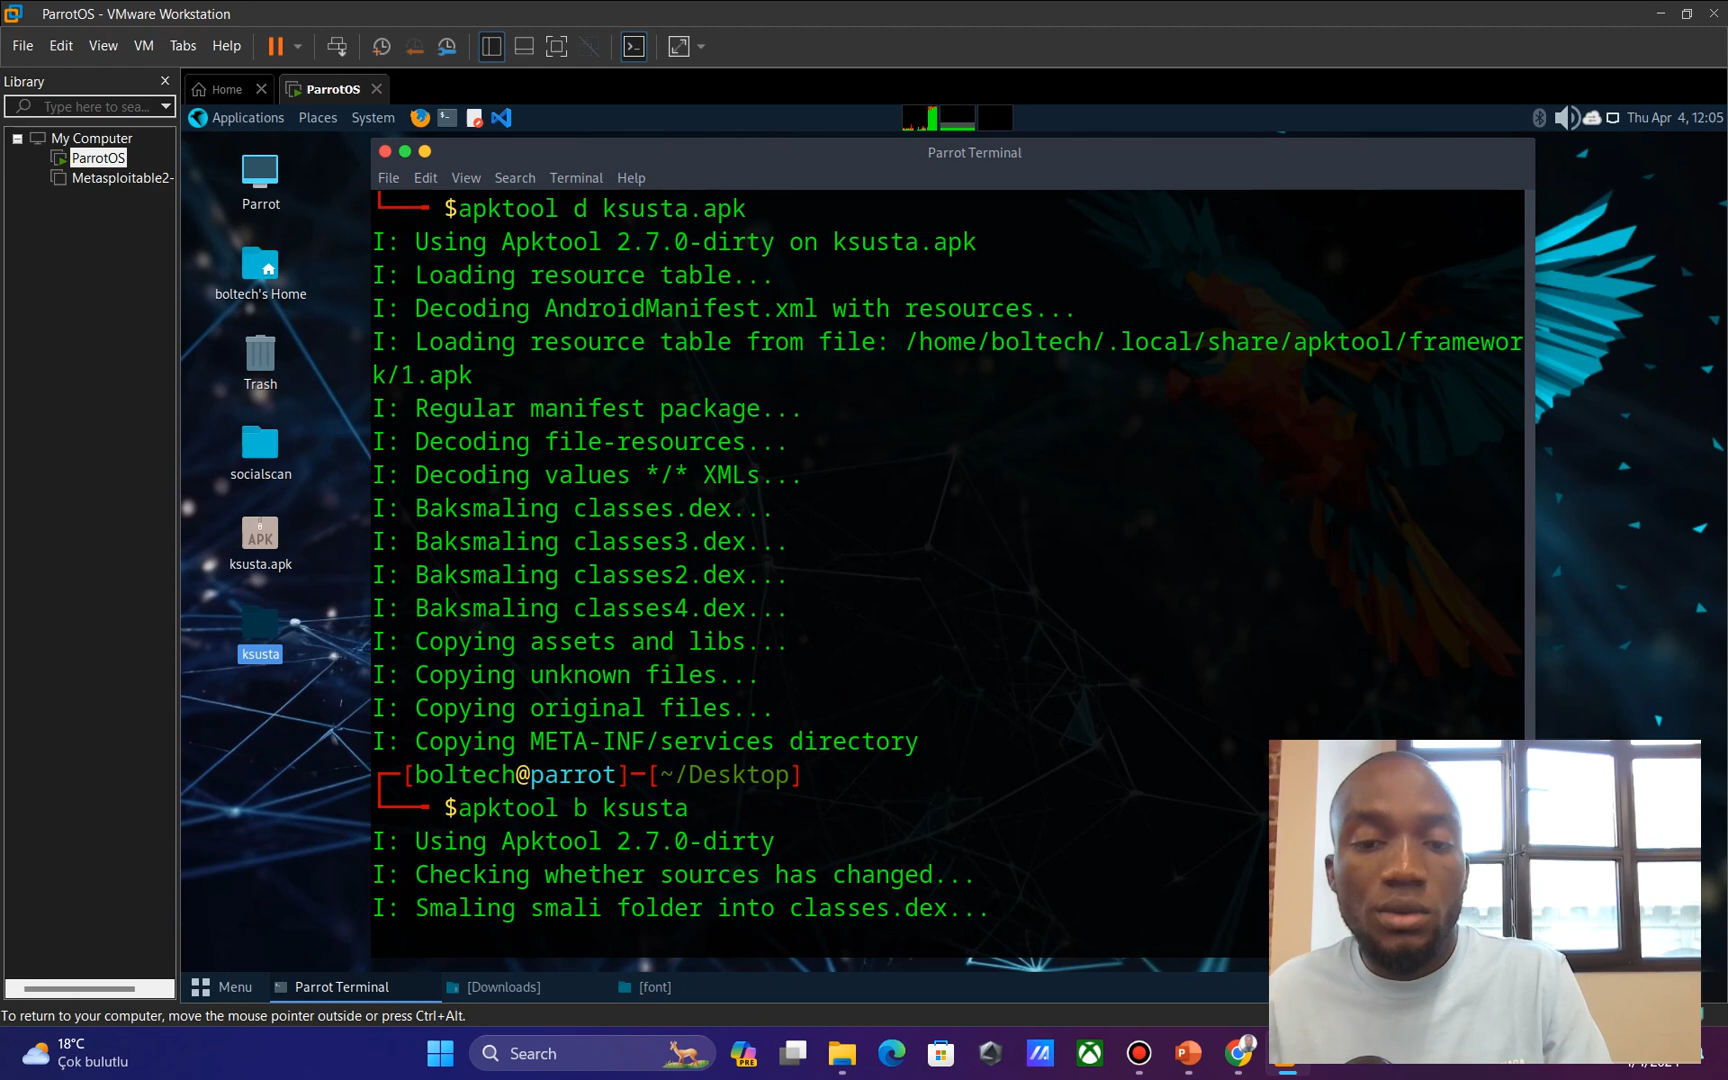 ParrotOS - VMware Workstation
File Edit View VM Tabs Help
Library
Type here to sea...
My Computer
ParrotOS
Metasploitable2-
Home
ParrotOS
Applications Places System
Thu Apr 4, 12:05
Parrot
boltech's Home
Trash
socialscan
APK
ksusta.apk
ksusta
Parrot Terminal
File Edit View Search Terminal Help
$apktool d ksusta.apk
I: Using Apktool 2.7.0-dirty on ksusta.apk
I: Loading resource table...
I: Decoding AndroidManifest.xml with resources...
I: Loading resource table from file: /home/boltech/.local/share/apktool/framewor
k/1.apk
I: Regular manifest package...
I: Decoding file-resources...
I: Decoding values */* XMLs...
I: Baksmaling classes.dex...
I: Baksmaling classes3.dex...
I: Baksmaling classes2.dex...
I: Baksmaling classes4.dex...
I: Copying assets and libs...
I: Copying unknown files...
I: Copying original files...
I: Copying META-INF/services directory
[boltech@parrot]─[~/Desktop]
$apktool b ksusta
I: Using Apktool 2.7.0-dirty
I: Checking whether sources has changed...
I: Smaling smali folder into classes.dex...
Menu
Parrot Terminal
[Downloads]
[font]
To return to your computer, move the mouse pointer outside or press Ctrl+Alt.
18°C
Çok bulutlu
Search
PRE